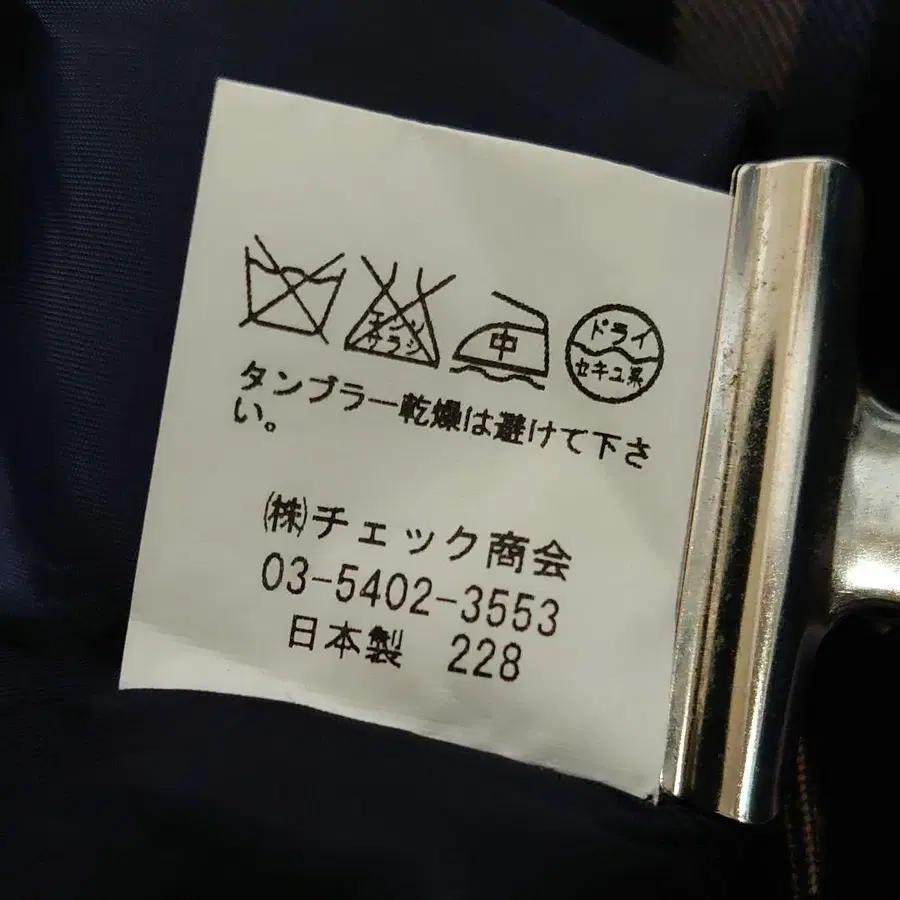 エンソ
サラシ
中
ドライ
セキユ系
タンブラー乾燥は避けて下さ
い。
㈱チェック商会
03-5402-3553
日本製 228